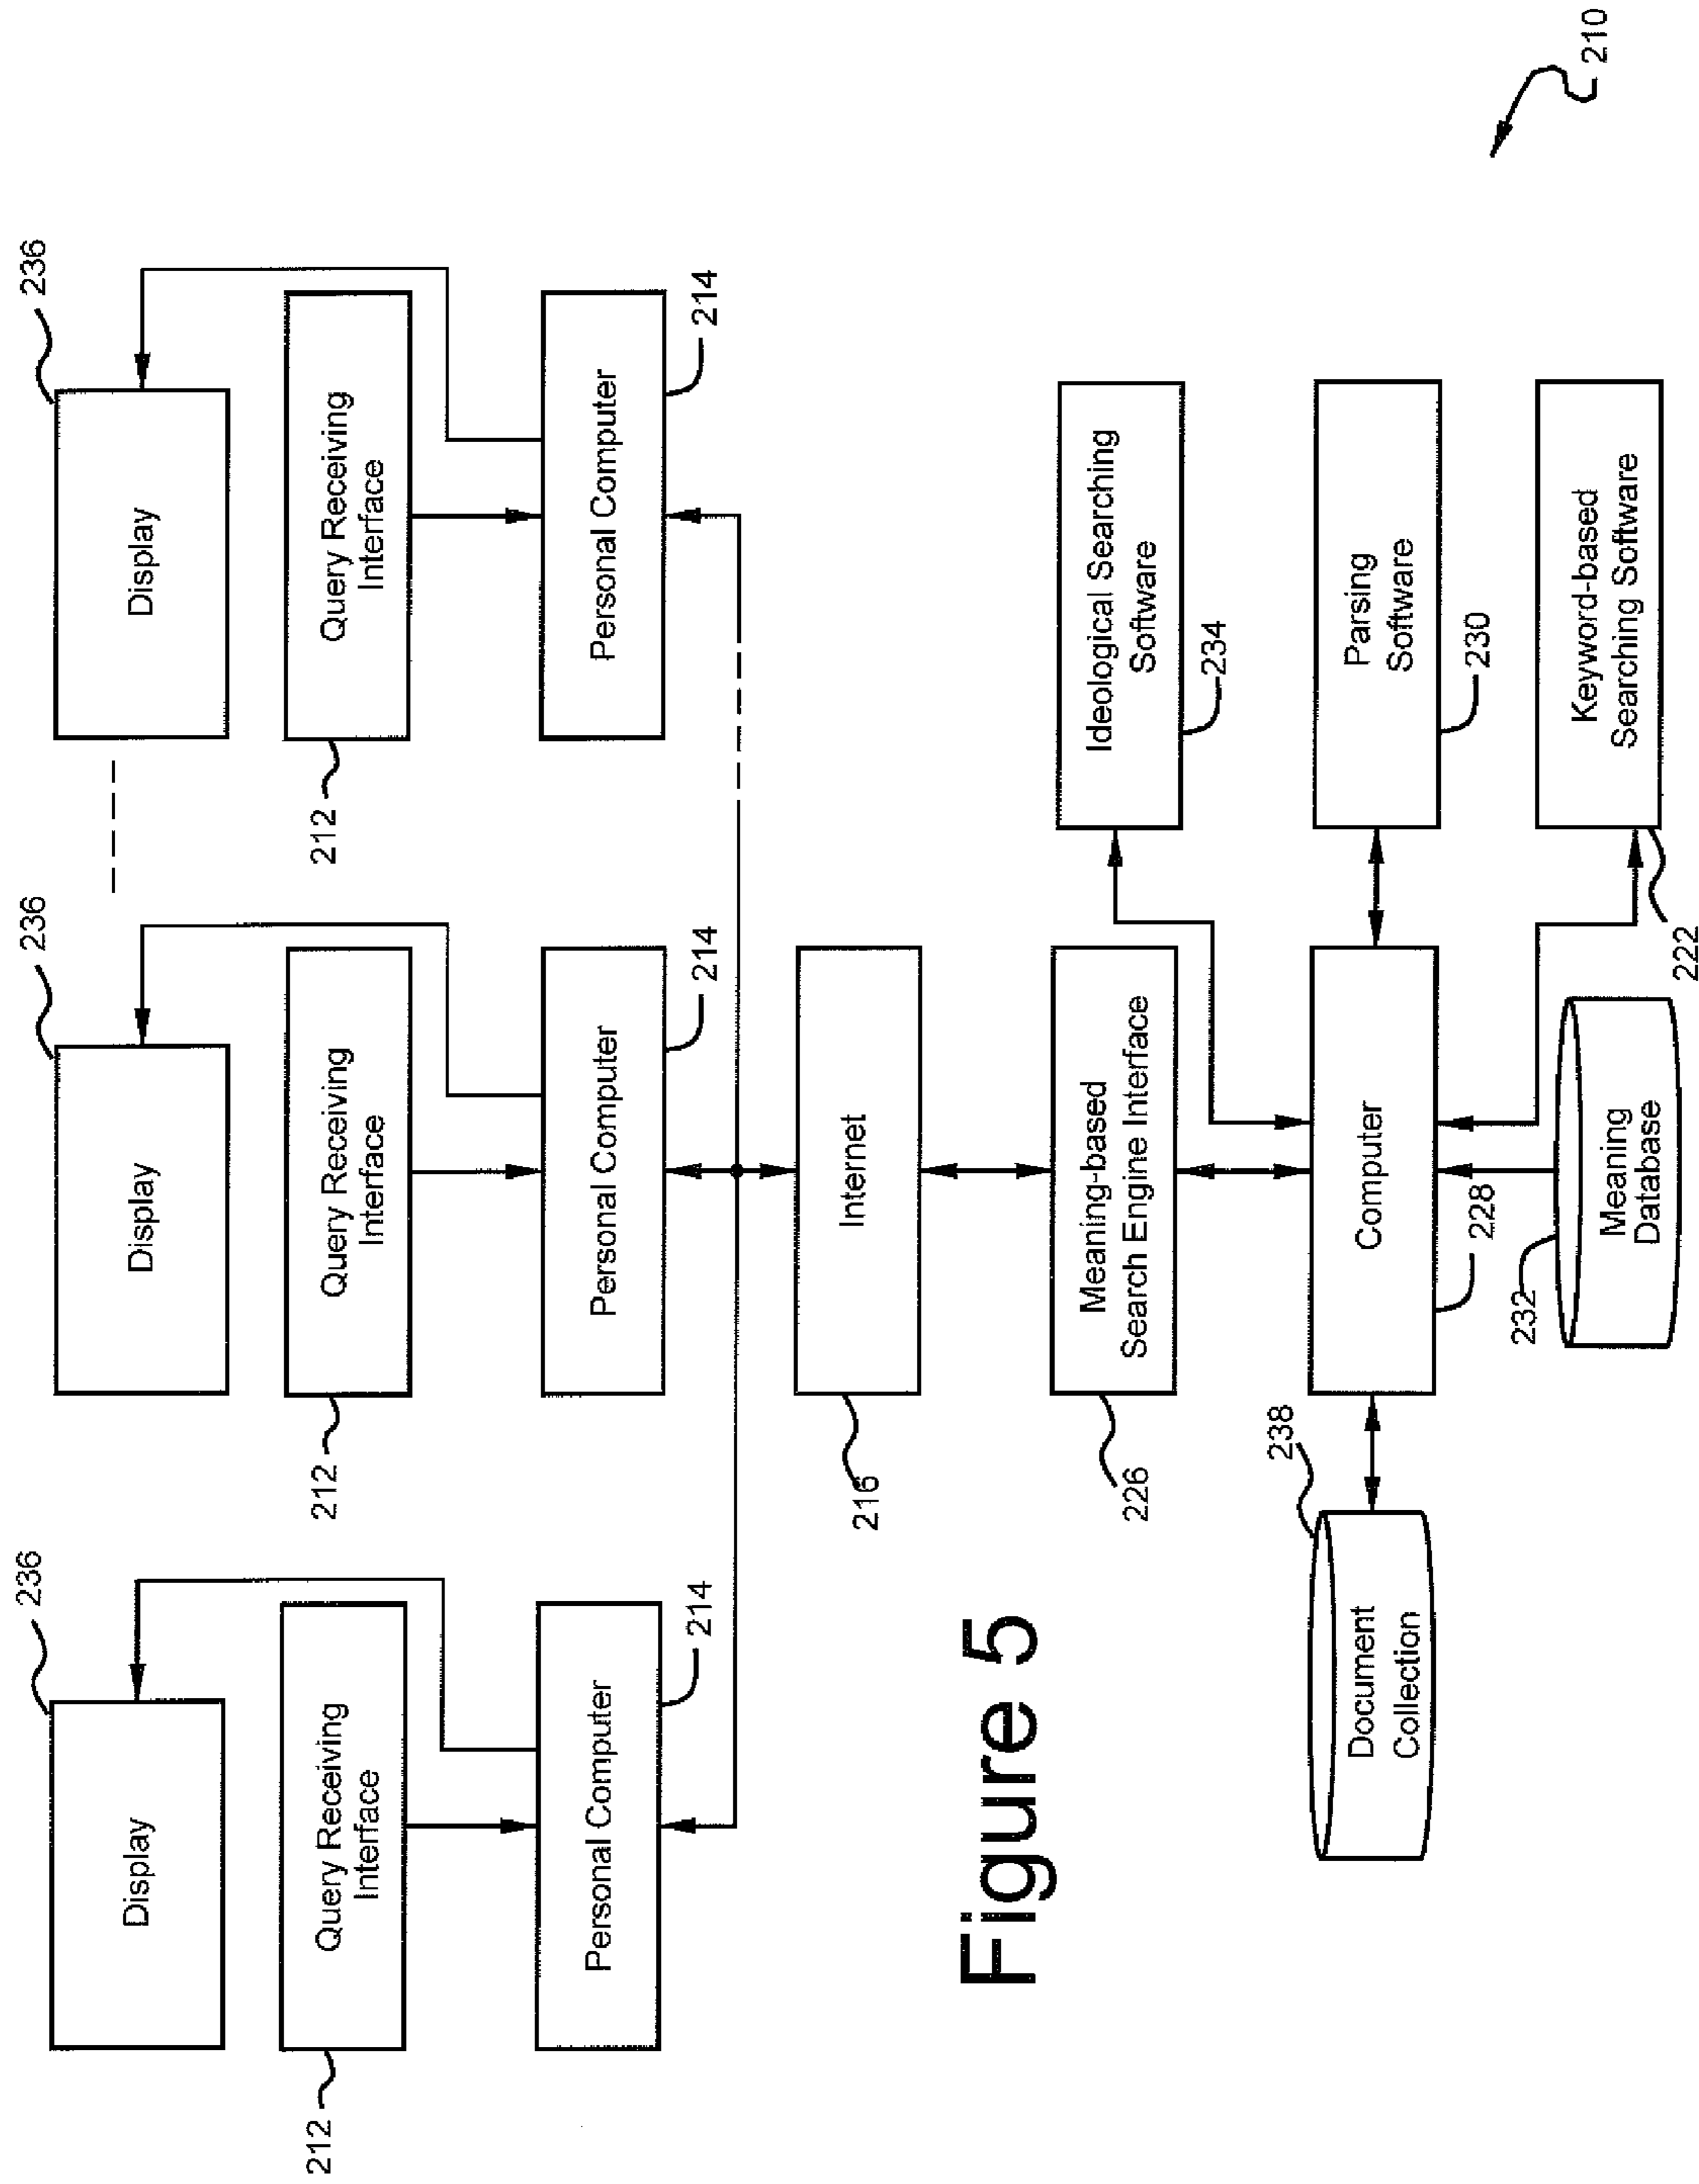 236
236
236
Display
Display
Display
212
Query Receiving
Interface
212
Query Receiving
Interface
212
Query Receiving
Interface
Personal Computer
214
Personal Computer
214
Personal Computer
214
Internet
216
Figure 5
Meaning-based
Search Engine Interface
226
Ideological Searching
Software
234
238
Document
Collection
Computer
228
Parsing
Software
230
232
Meaning
Database
Keyword-based
Searching Software
222
210